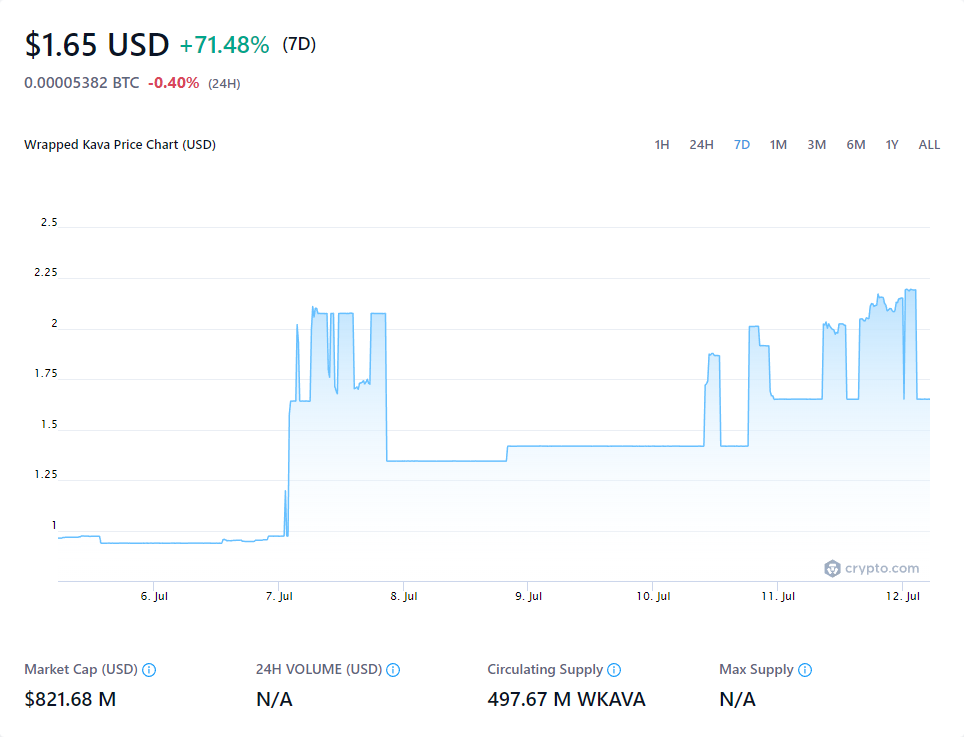 $1.65 USD +71.48% (7D)
0.00005382 BTC -0.40% (24H)
Wrapped Kava Price Chart (USD) 1H 24H 7D 1M 3M 6M 1Y ALL
2.5
2.25
2
1.75
1.5
1.25
1
crypto.com
6. Jul 7. Jul 8. Jul 9. Jul 10. Jul 11. Jul 12. Jul
Market Cap (USD) 24H VOLUME (USD) Circulating Supply Max Supply
$821.68 M N/A 497.67 M WKAVA N/A